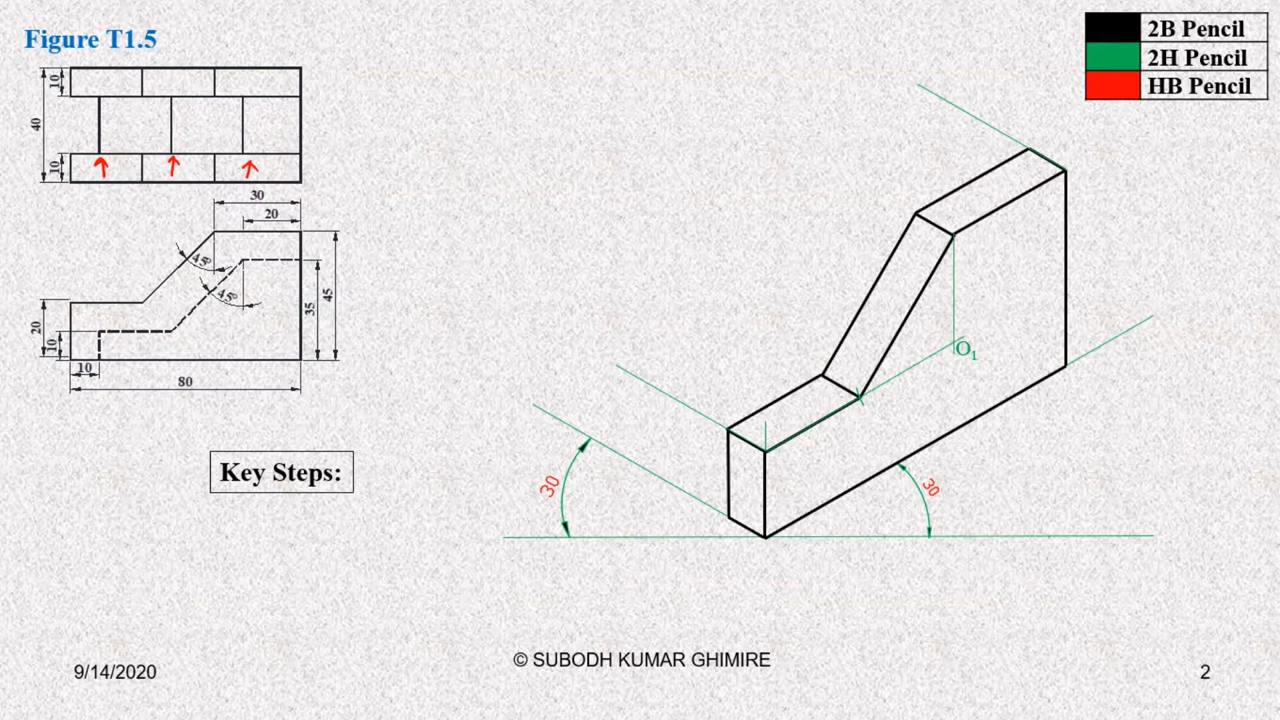 Figure T1.5
2B Pencil
2H Pencil
HB Pencil
10
40
10
30
20
45°
45°
20
10
35
45
10
80
Key Steps:
O1
30
30
9/14/2020
© SUBODH KUMAR GHIMIRE
2